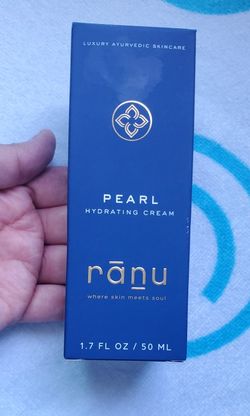 LUXURY AYURVEDIC SKINCARE
PEARL
HYDRATING CREAM
rānu
where skin meets soul
1.7 FL OZ / 50 ML